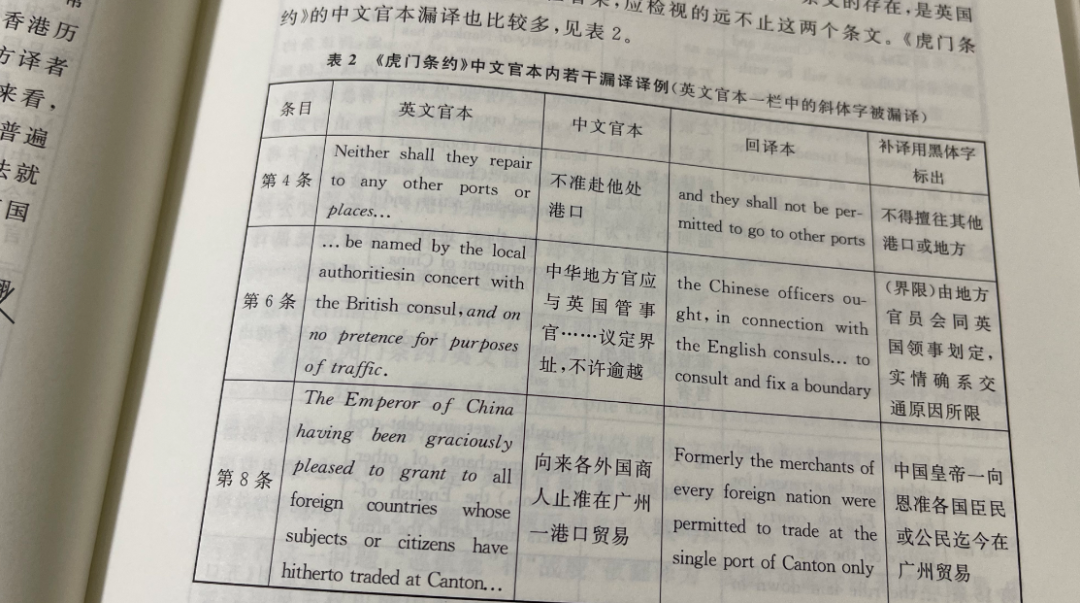 香港历
方译者
来看，
普遍
法就
国
应检视的远不止这两个条文。《虎门条
约》的中文官本漏译也比较多，见表 2。
表 2 《虎门条约》中文官本内若干漏译译例（英文官本一栏中的斜体字被漏译）
条目
英文官本
中文官本
回译本
补译用黑体字
标出
第 4 条
Neither shall they repair
to any other ports or
places…
不准赴他处
港口
and they shall not be per-
mitted to go to other ports
不得擅往其他
港口或地方
第 6 条
… be named by the local
authoritiesin concert with
the British consul, and on
no pretence for purposes
of traffic.
中华地方官应
与英国管事
官……议定界
址，不许逾越
the Chinese officers ou-
ght, in connection with
the English consuls… to
consult and fix a boundary
（界限）由地方
官员会同英
国领事划定，
实情确系交
通原因所限
第 8 条
The Emperor of China
having been graciously
pleased to grant to all
foreign countries whose
subjects or citizens have
hitherto traded at Canton…
向来各外国商
人止准在广州
一港口贸易
Formerly the merchants of
every foreign nation were
permitted to trade at the
single port of Canton only
中国皇帝一向
恩准各国臣民
或公民迄今在
广州贸易